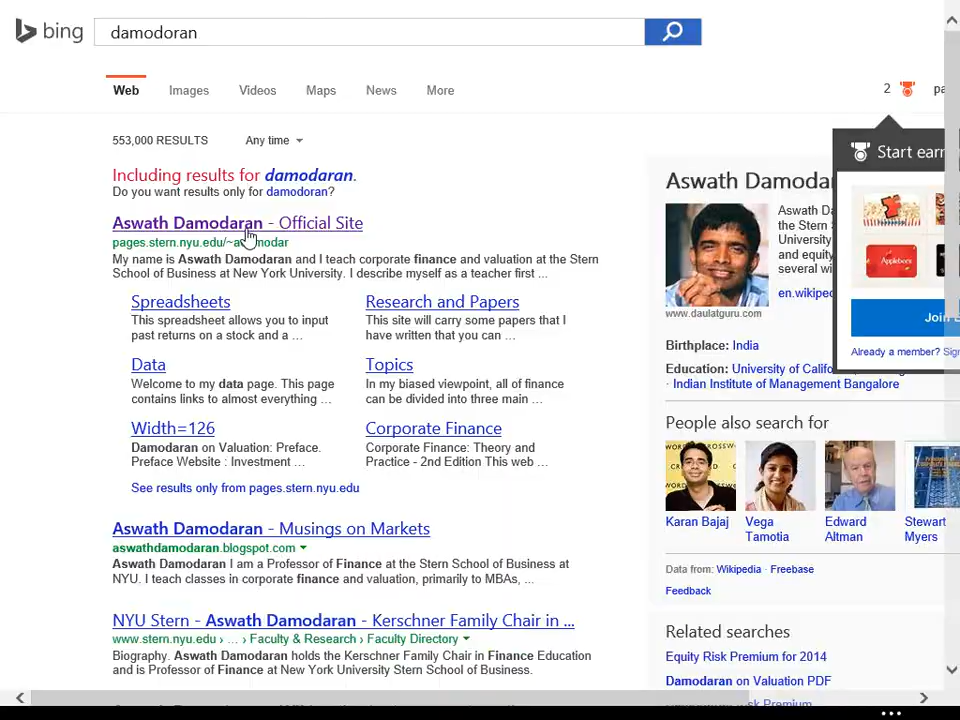 bing
damodoran
Web Images Videos Maps News More
2
553,000 RESULTS Any time
Start earn
Including results for damodaran.
Do you want results only for damodoran?
Aswath Damodaran - Official Site
pages.stern.nyu.edu/~
My name is Aswath Damodaran and I teach corporate finance and valuation at the Stern
School of Business at New York University. I describe myself as a teacher first ...
Spreadsheets
This spreadsheet allows you to input
past returns on a stock and a ...
Research and Papers
This site will carry some papers that I
have written that you can ...
Data
Welcome to my data page. This page
contains links to almost everything ...
Topics
In my biased viewpoint, all of finance
can be divided into three main ...
Width=126
Damodaran on Valuation: Preface.
Preface Website : Investment ...
Corporate Finance
Corporate Finance: Theory and
Practice - 2nd Edition This web ...
See results only from pages.stern.nyu.edu
Aswath Damodaran - Musings on Markets
aswathdamodaran.blogspot.com
Aswath Damodaran I am a Professor of Finance at the Stern School of Business at
NYU. I teach classes in corporate finance and valuation, primarily to MBAs, ...
NYU Stern - Aswath Damodaran - Kerschner Family Chair in ...
www.stern.nyu.edu › ... › Faculty & Research › Faculty Directory
Biography. Aswath Damodaran holds the Kerschner Family Chair in Finance Education
and is Professor of Finance at New York University Stern School of Business.
Aswath Damodar
Aswath D
the Stern
University
and equity
several wi
en.wikipe
www.daulatguru.com
Applebee's
Join
Already a member? Sign
Birthplace: India
Education: University of Califo
· Indian Institute of Management Bangalore
People also search for
Karan Bajaj
Vega
Tamotia
Edward
Altman
Stewart
Myers
Data from: Wikipedia · Freebase
Feedback
Related searches
Equity Risk Premium for 2014
Damodaran on Valuation PDF